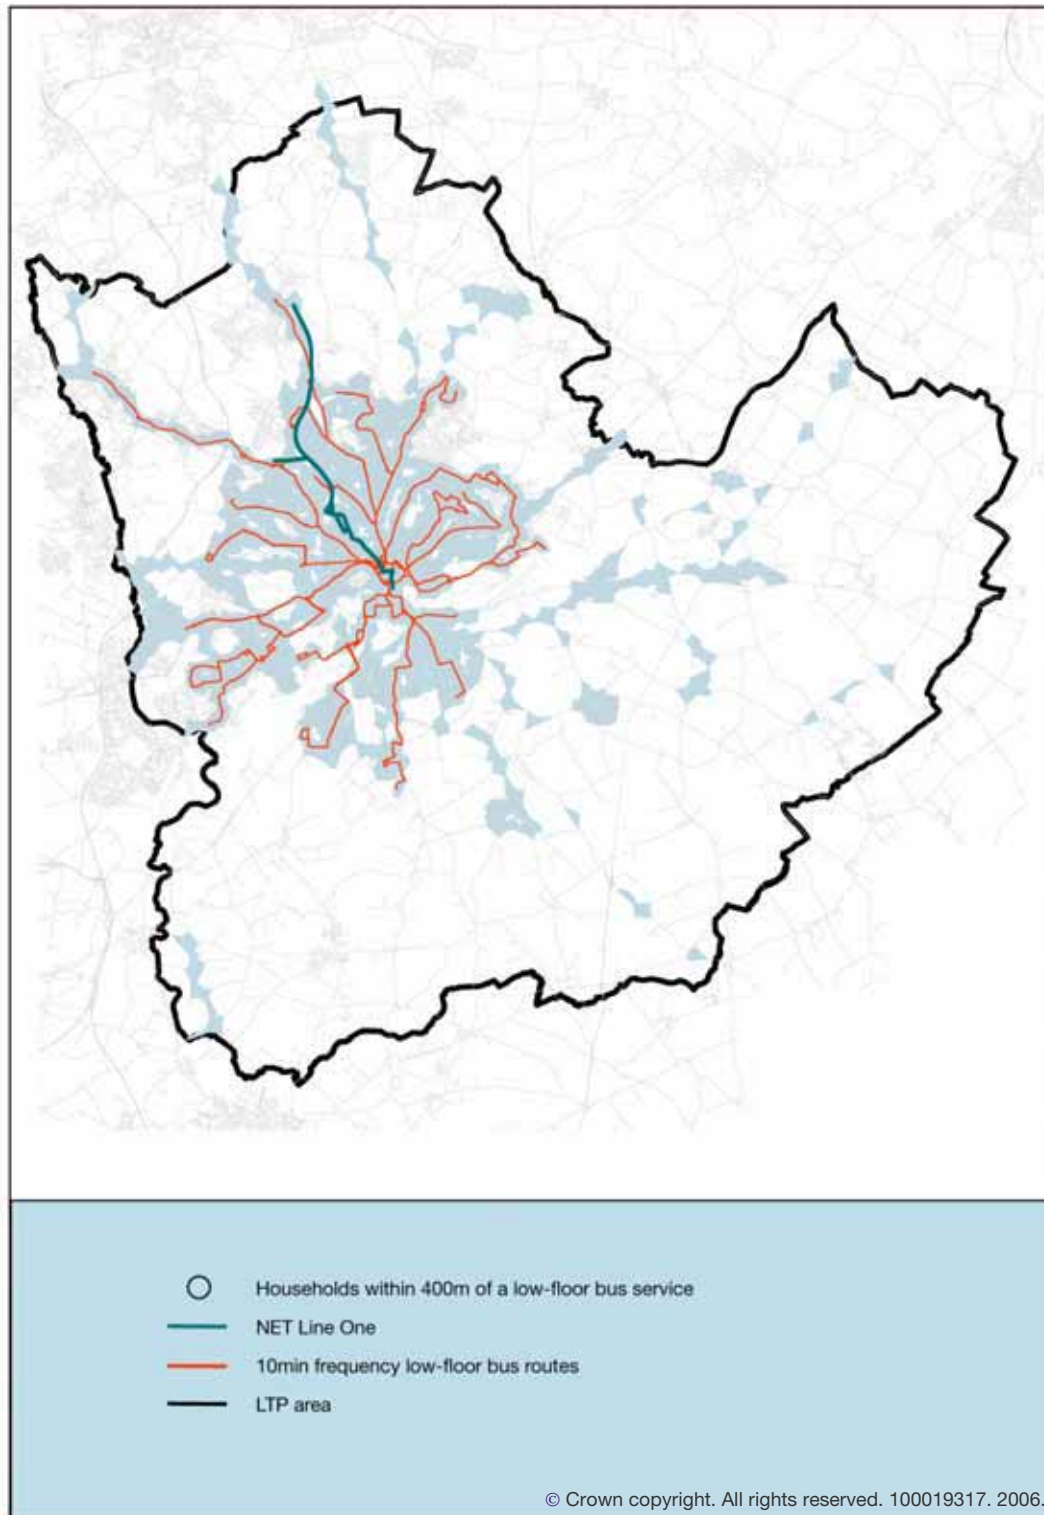 Households within 400m of a low-floor bus service
NET Line One
10min frequency low-floor bus routes
LTP area
© Crown copyright. All rights reserved. 100019317. 2006.